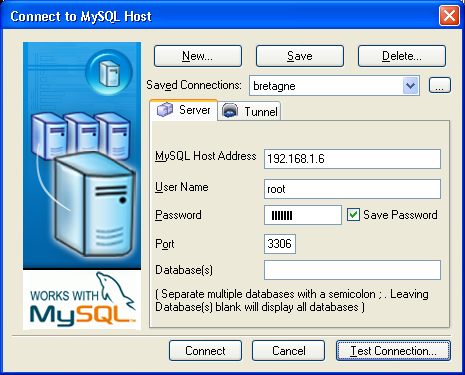 Connect to MySQL Host
New... Save Delete...
Saved Connections: bretagne ...
Server Tunnel
MySQL Host Address 192.168.1.6
User Name root
Password Save Password
Port 3306
Database(s)
( Separate multiple databases with a semicolon ; . Leaving
Database(s) blank will display all databases )
WORKS WITH
MySQL™
Connect Cancel Test Connection...